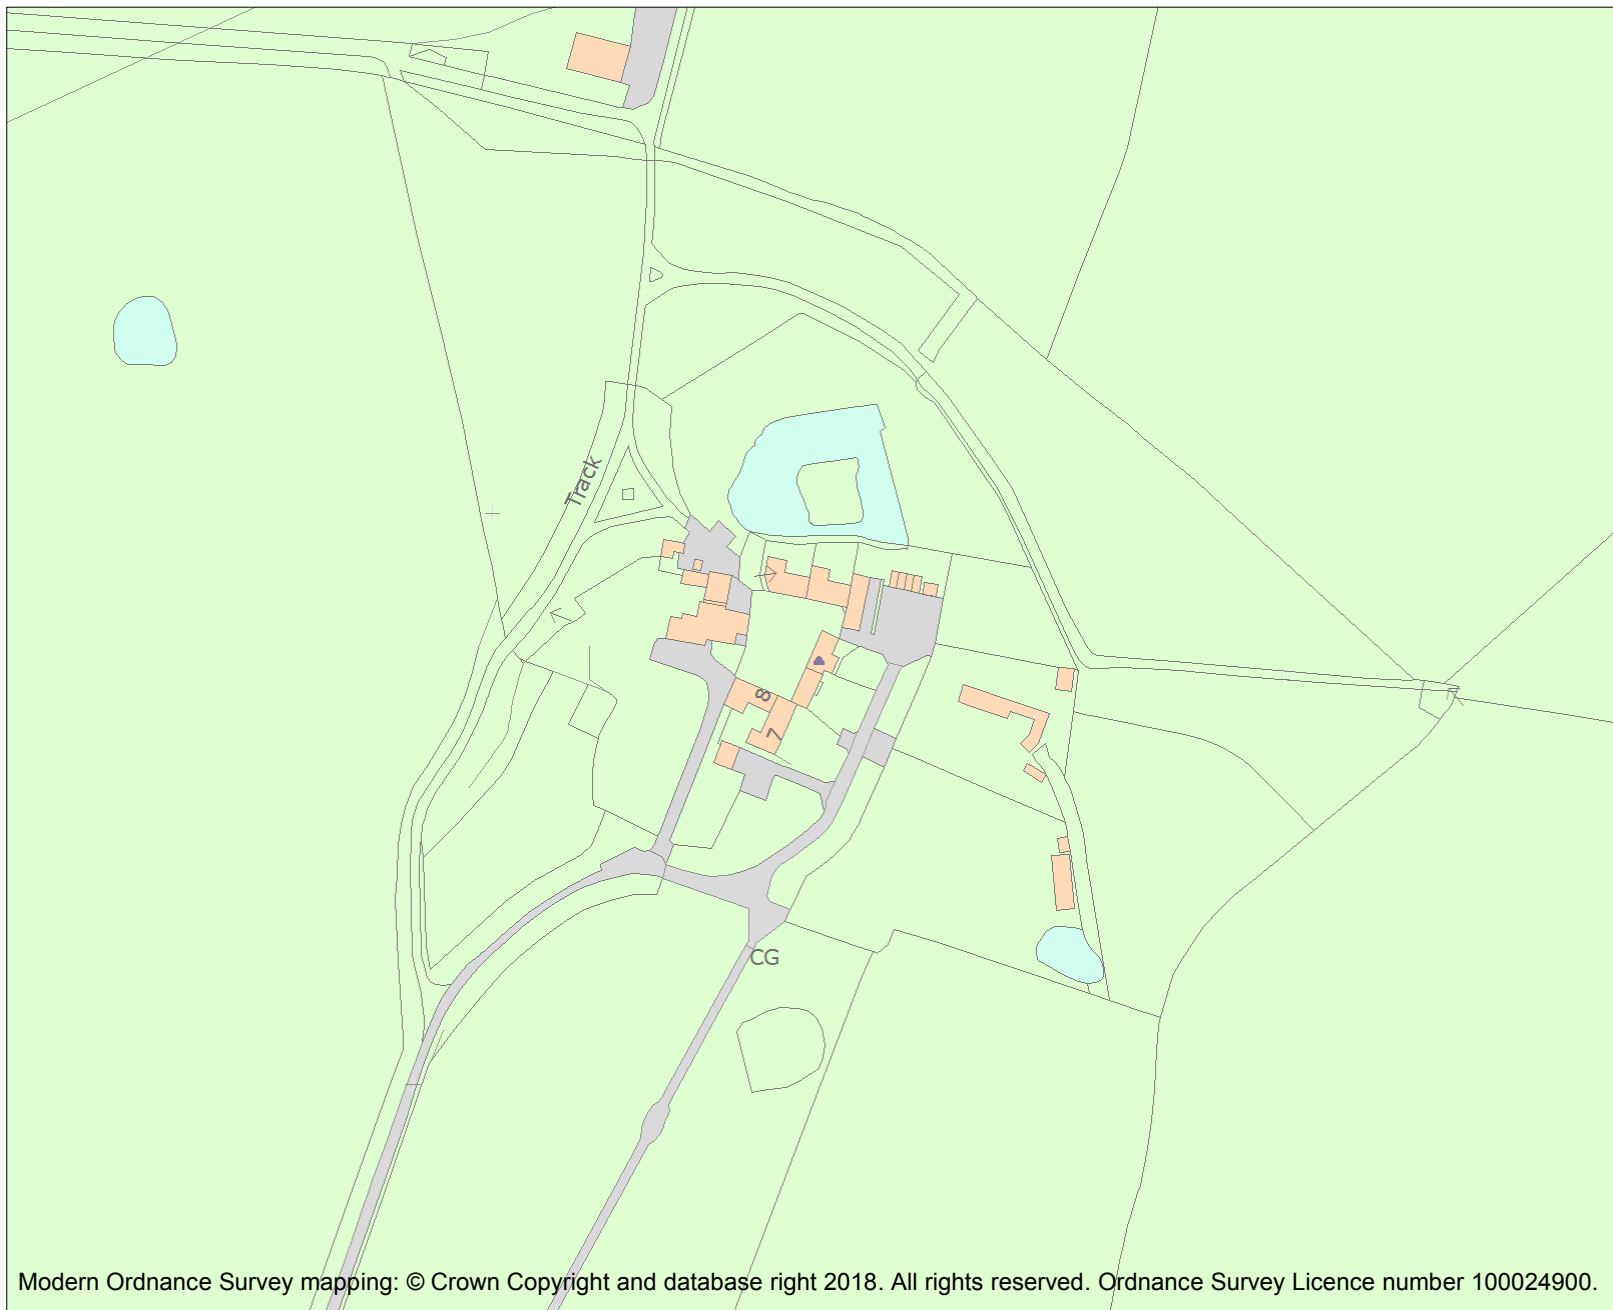 Track
8
7
CG
Modern Ordnance Survey mapping: © Crown Copyright and database right 2018. All rights reserved. Ordnance Survey Licence number 100024900.